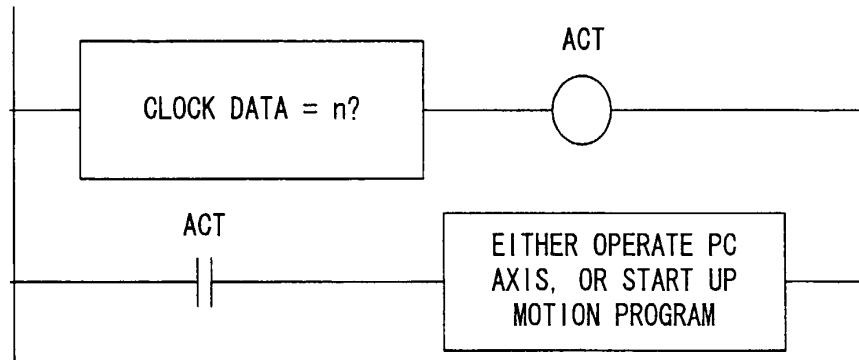 ACT
CLOCK DATA = n?
ACT
EITHER OPERATE PC
AXIS, OR START UP
MOTION PROGRAM